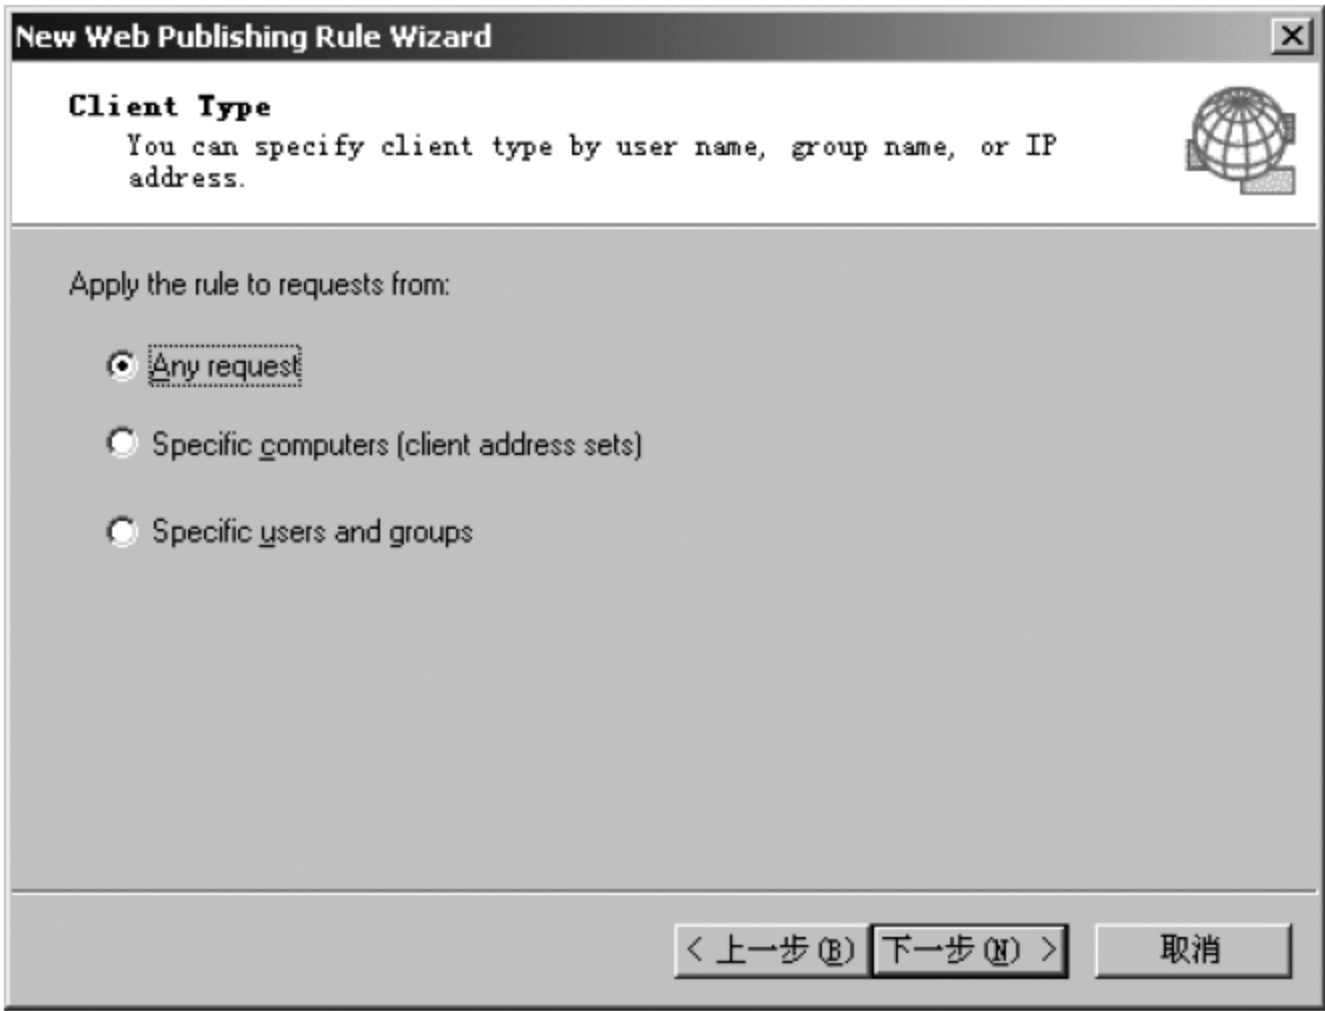 New Web Publishing Rule Wizard
Client Type
You can specify client type by user name, group name, or IP
address.
Apply the rule to requests from:
Any request
Specific computers (client address sets)
Specific users and groups
< 上一步(B) 下一步(N) > 取消